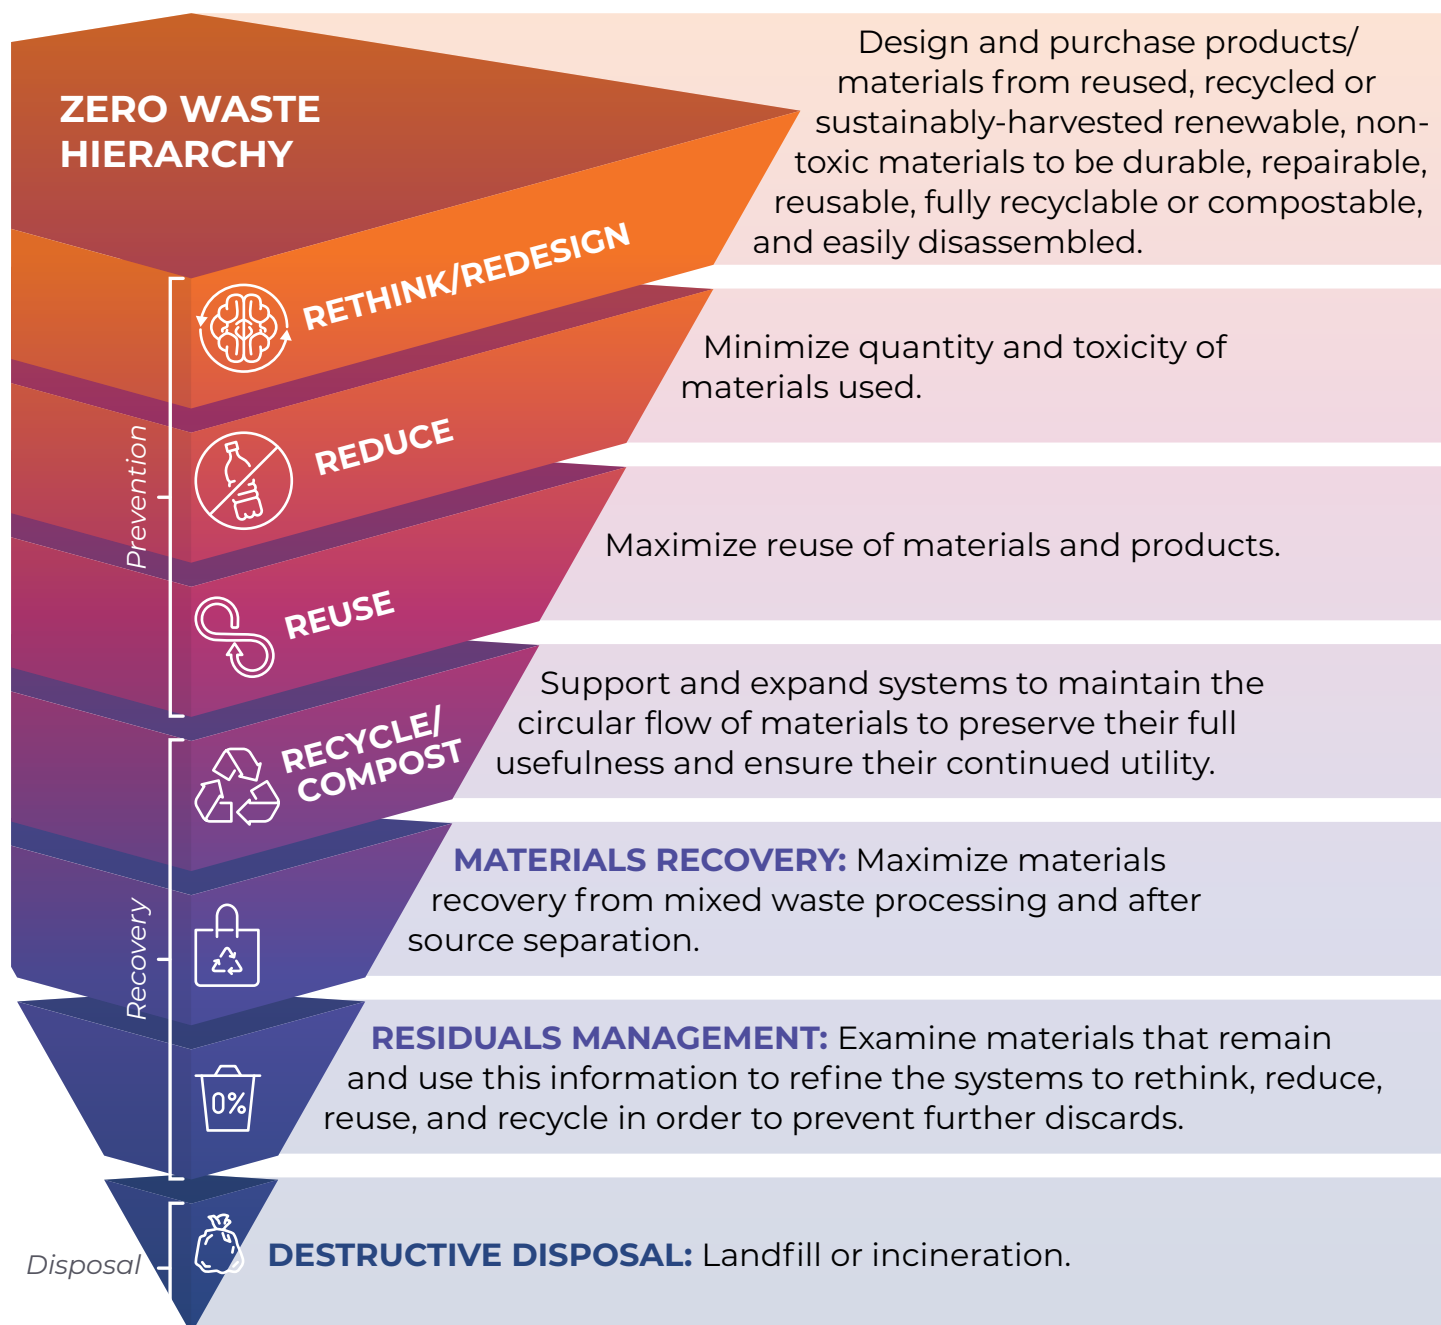 ZERO WASTE
HIERARCHY
Design and purchase products/
materials from reused, recycled or
sustainably-harvested renewable, non-
toxic materials to be durable, repairable,
reusable, fully recyclable or compostable,
and easily disassembled.
Prevention
RETHINK/REDESIGN
REDUCE
Minimize quantity and toxicity of
materials used.
REUSE
Maximize reuse of materials and products.
Recovery
RECYCLE/
COMPOST
Support and expand systems to maintain the
circular flow of materials to preserve their full
usefulness and ensure their continued utility.
MATERIALS RECOVERY: Maximize materials
recovery from mixed waste processing and after
source separation.
0%
RESIDUALS MANAGEMENT: Examine materials that remain
and use this information to refine the systems to rethink, reduce,
reuse, and recycle in order to prevent further discards.
Disposal
DESTRUCTIVE DISPOSAL: Landfill or incineration.